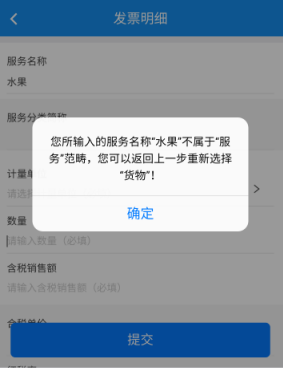 发票明细
服务名称
水果
服务分类简称
您所输入的服务名称“水果”不属于“服
务”范畴，您可以返回上一步重新选择
“货物”！
确定
计量单
请选
数量
请输入数量（必填）
含税销售额
请输入含税销售额（必填）
含税单价
提交